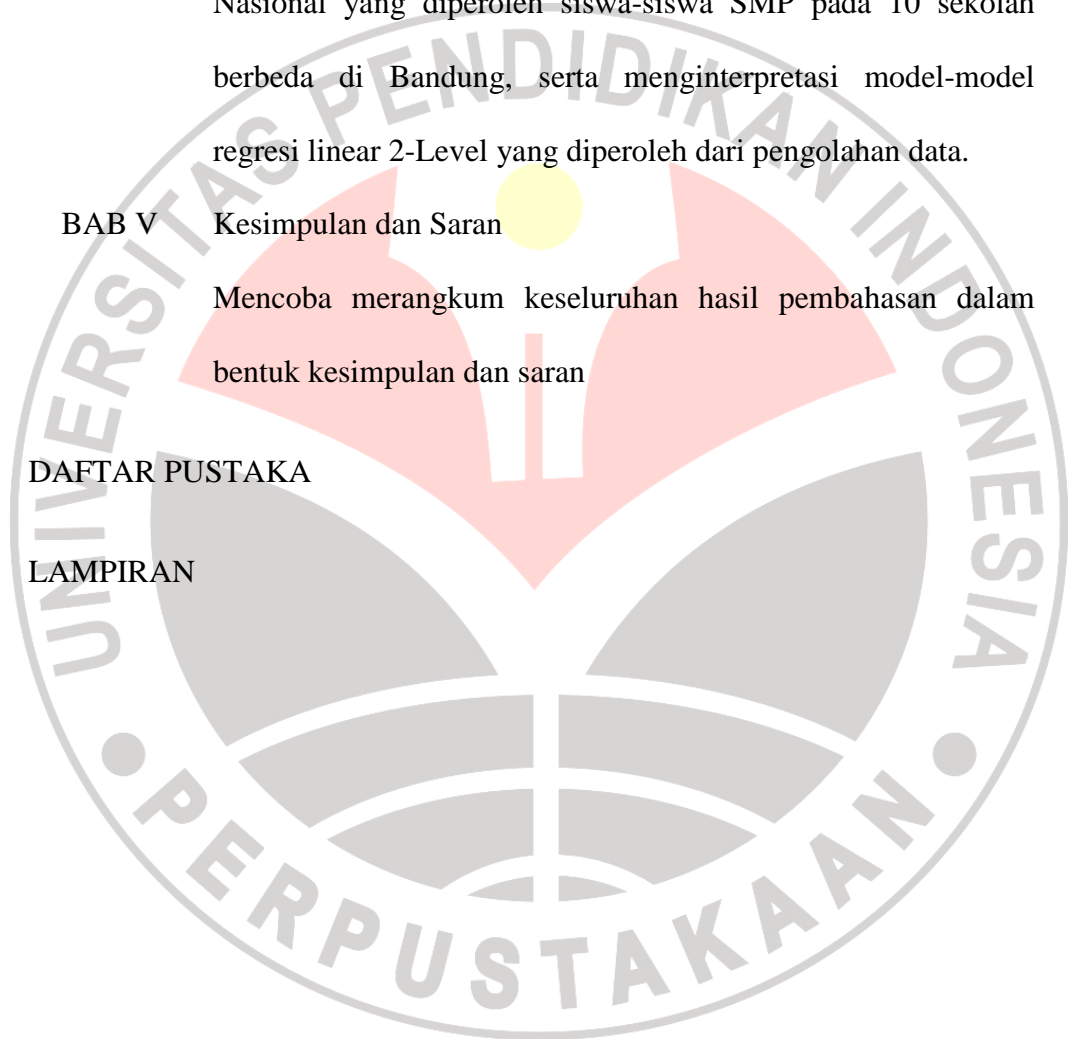 Nasional yang diperoleh siswa-siswa SMP pada 10 sekolah
berbeda di Bandung, serta menginterpretasi model-model
regresi linear 2-Level yang diperoleh dari pengolahan data.
BAB V Kesimpulan dan Saran
Mencoba merangkum keseluruhan hasil pembahasan dalam
bentuk kesimpulan dan saran
DAFTAR PUSTAKA
LAMPIRAN
UNIVERSITAS PENDIDIKAN INDONESIA
PERPUSTAKAAN